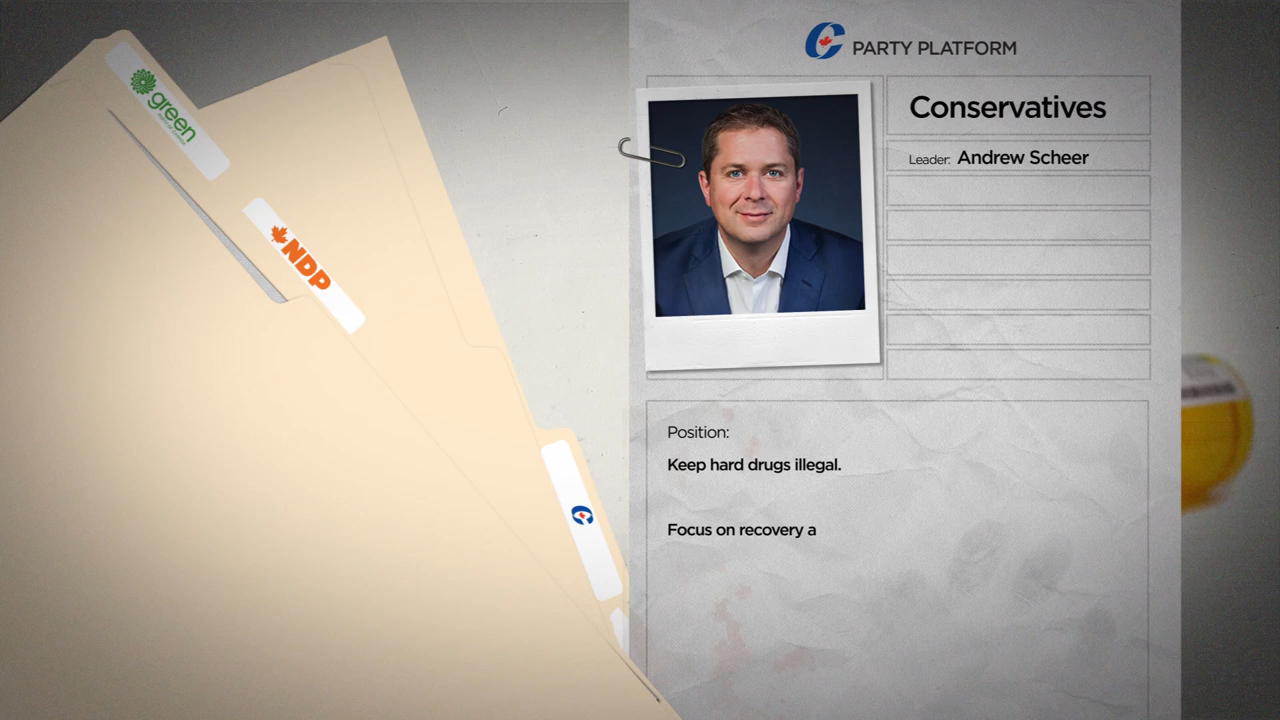 green
NDP
PARTY PLATFORM
Conservatives
Leader: Andrew Scheer
Position:
Keep hard drugs illegal.
Focus on recovery a